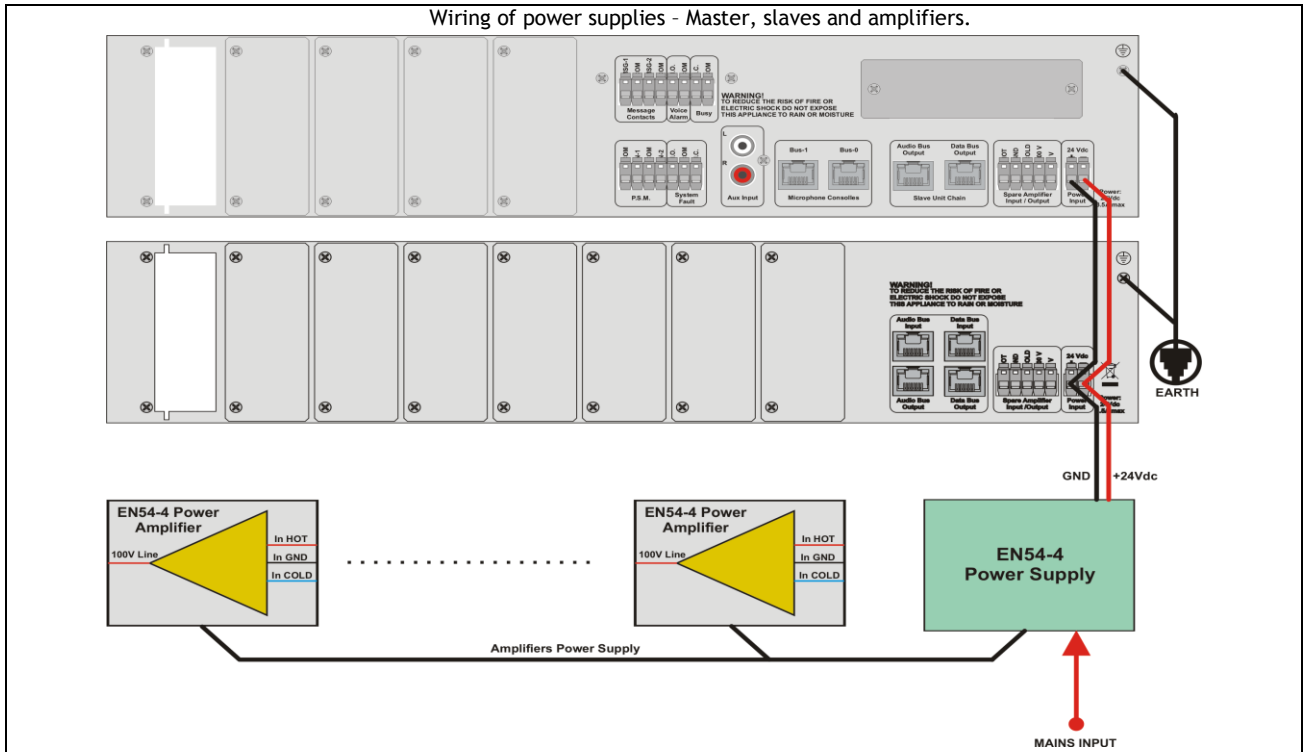 Wiring of power supplies – Master, slaves and amplifiers.
Message
Contacts
Voice
Alarm
Busy
WARNING!
TO REDUCE THE RISK OF FIRE OR
ELECTRIC SHOCK DO NOT EXPOSE
THIS APPLIANCE TO RAIN OR MOISTURE
P.S.M.
System
Fault
L
R
Aux Input
Bus-1
Bus-0
Microphone Consolles
Audio Bus
Output
Data Bus
Output
Slave Unit Chain
Spare Amplifier
Input / Output
24 Vdc
Power
Input
WARNING!
TO REDUCE THE RISK OF FIRE OR
ELECTRIC SHOCK DO NOT EXPOSE
THIS APPLIANCE TO RAIN OR MOISTURE
Audio Bus
Input
Data Bus
Input
Audio Bus
Output
Data Bus
Output
Spare Amplifier
Input /Output
24 Vdc
Power
Input
EARTH
GND
+24Vdc
EN54-4 Power
Amplifier
100V Line
In HOT
In GND
In COLD
EN54-4 Power
Amplifier
100V Line
In HOT
In GND
In COLD
EN54-4
Power Supply
Amplifiers Power Supply
MAINS INPUT